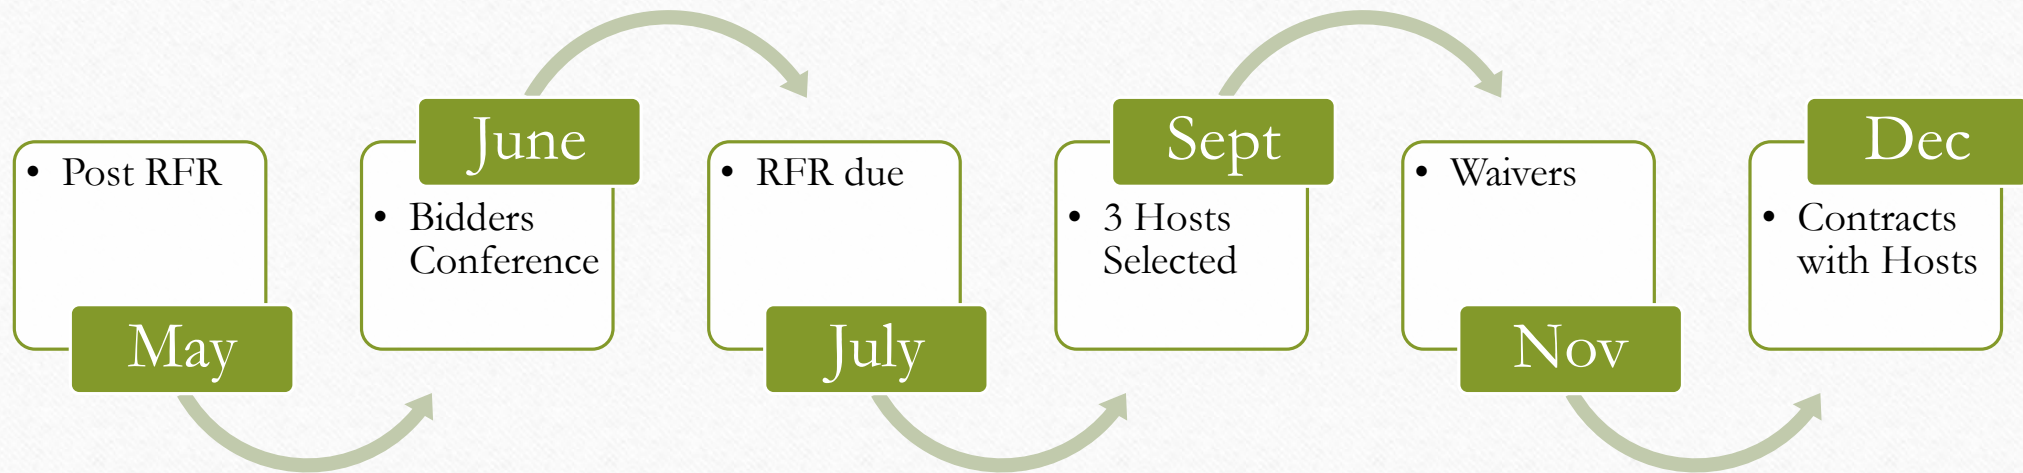 • Post RFR
May
June
• Bidders
Conference
• RFR due
July
Sept
• 3 Hosts
Selected
• Waivers
Nov
Dec
• Contracts
with Hosts